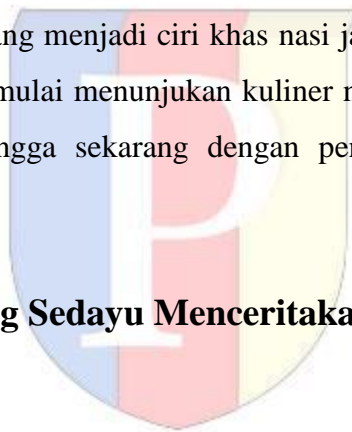 ang menjadi ciri khas nasi ja
mulai menunjukan kuliner
ngga sekarang dengan per
P
g Sedayu Menceritaka